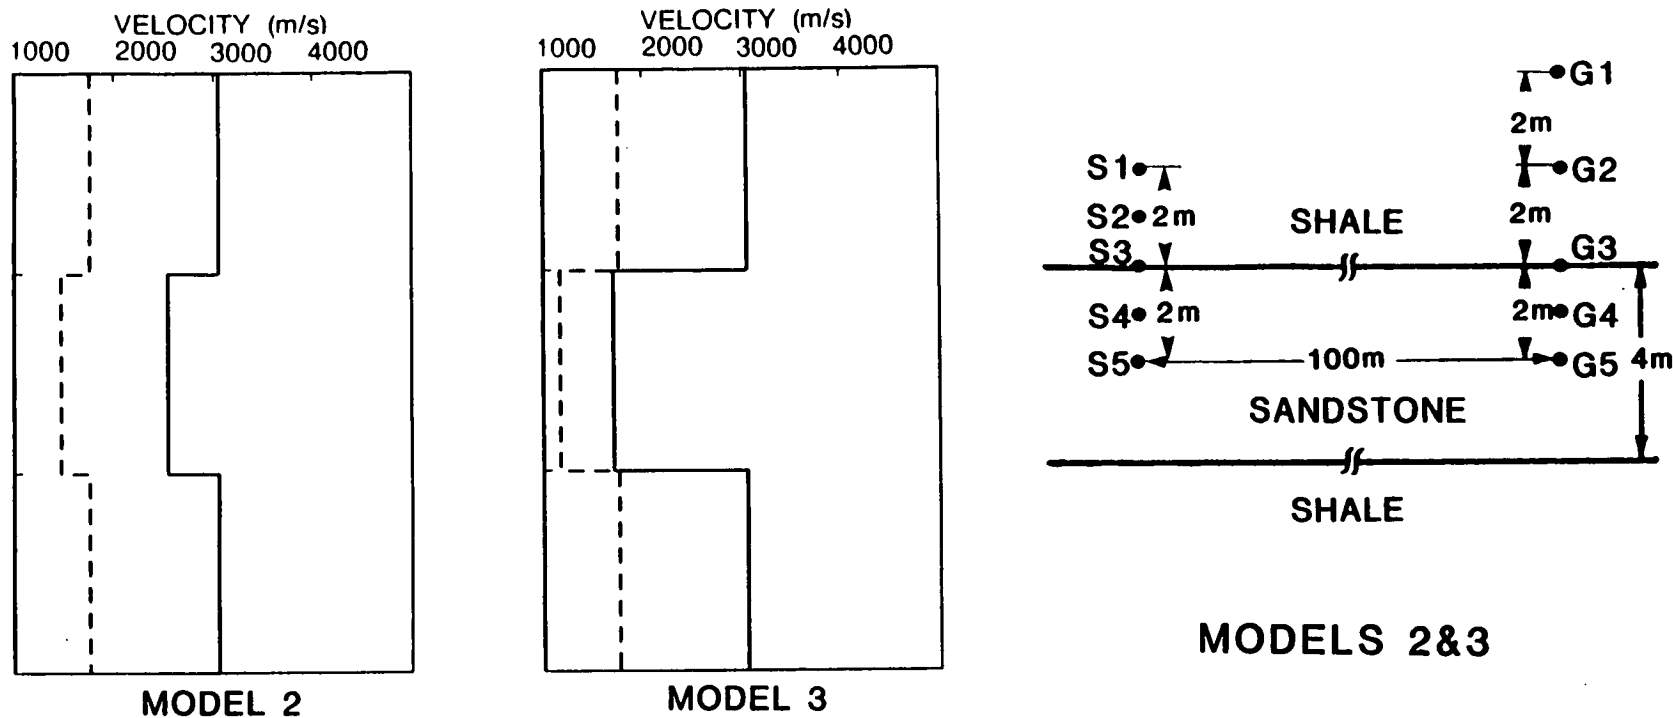 VELOCITY (m/s)
1000 2000 3000 4000
MODEL 2
VELOCITY (m/s)
1000 2000 3000 4000
MODEL 3
G1
2m
S1 G2
S2 2m SHALE 2m
S3 G3
S4 2m 2m G4
S5 100m G5 4m
SANDSTONE
SHALE
MODELS 2&3